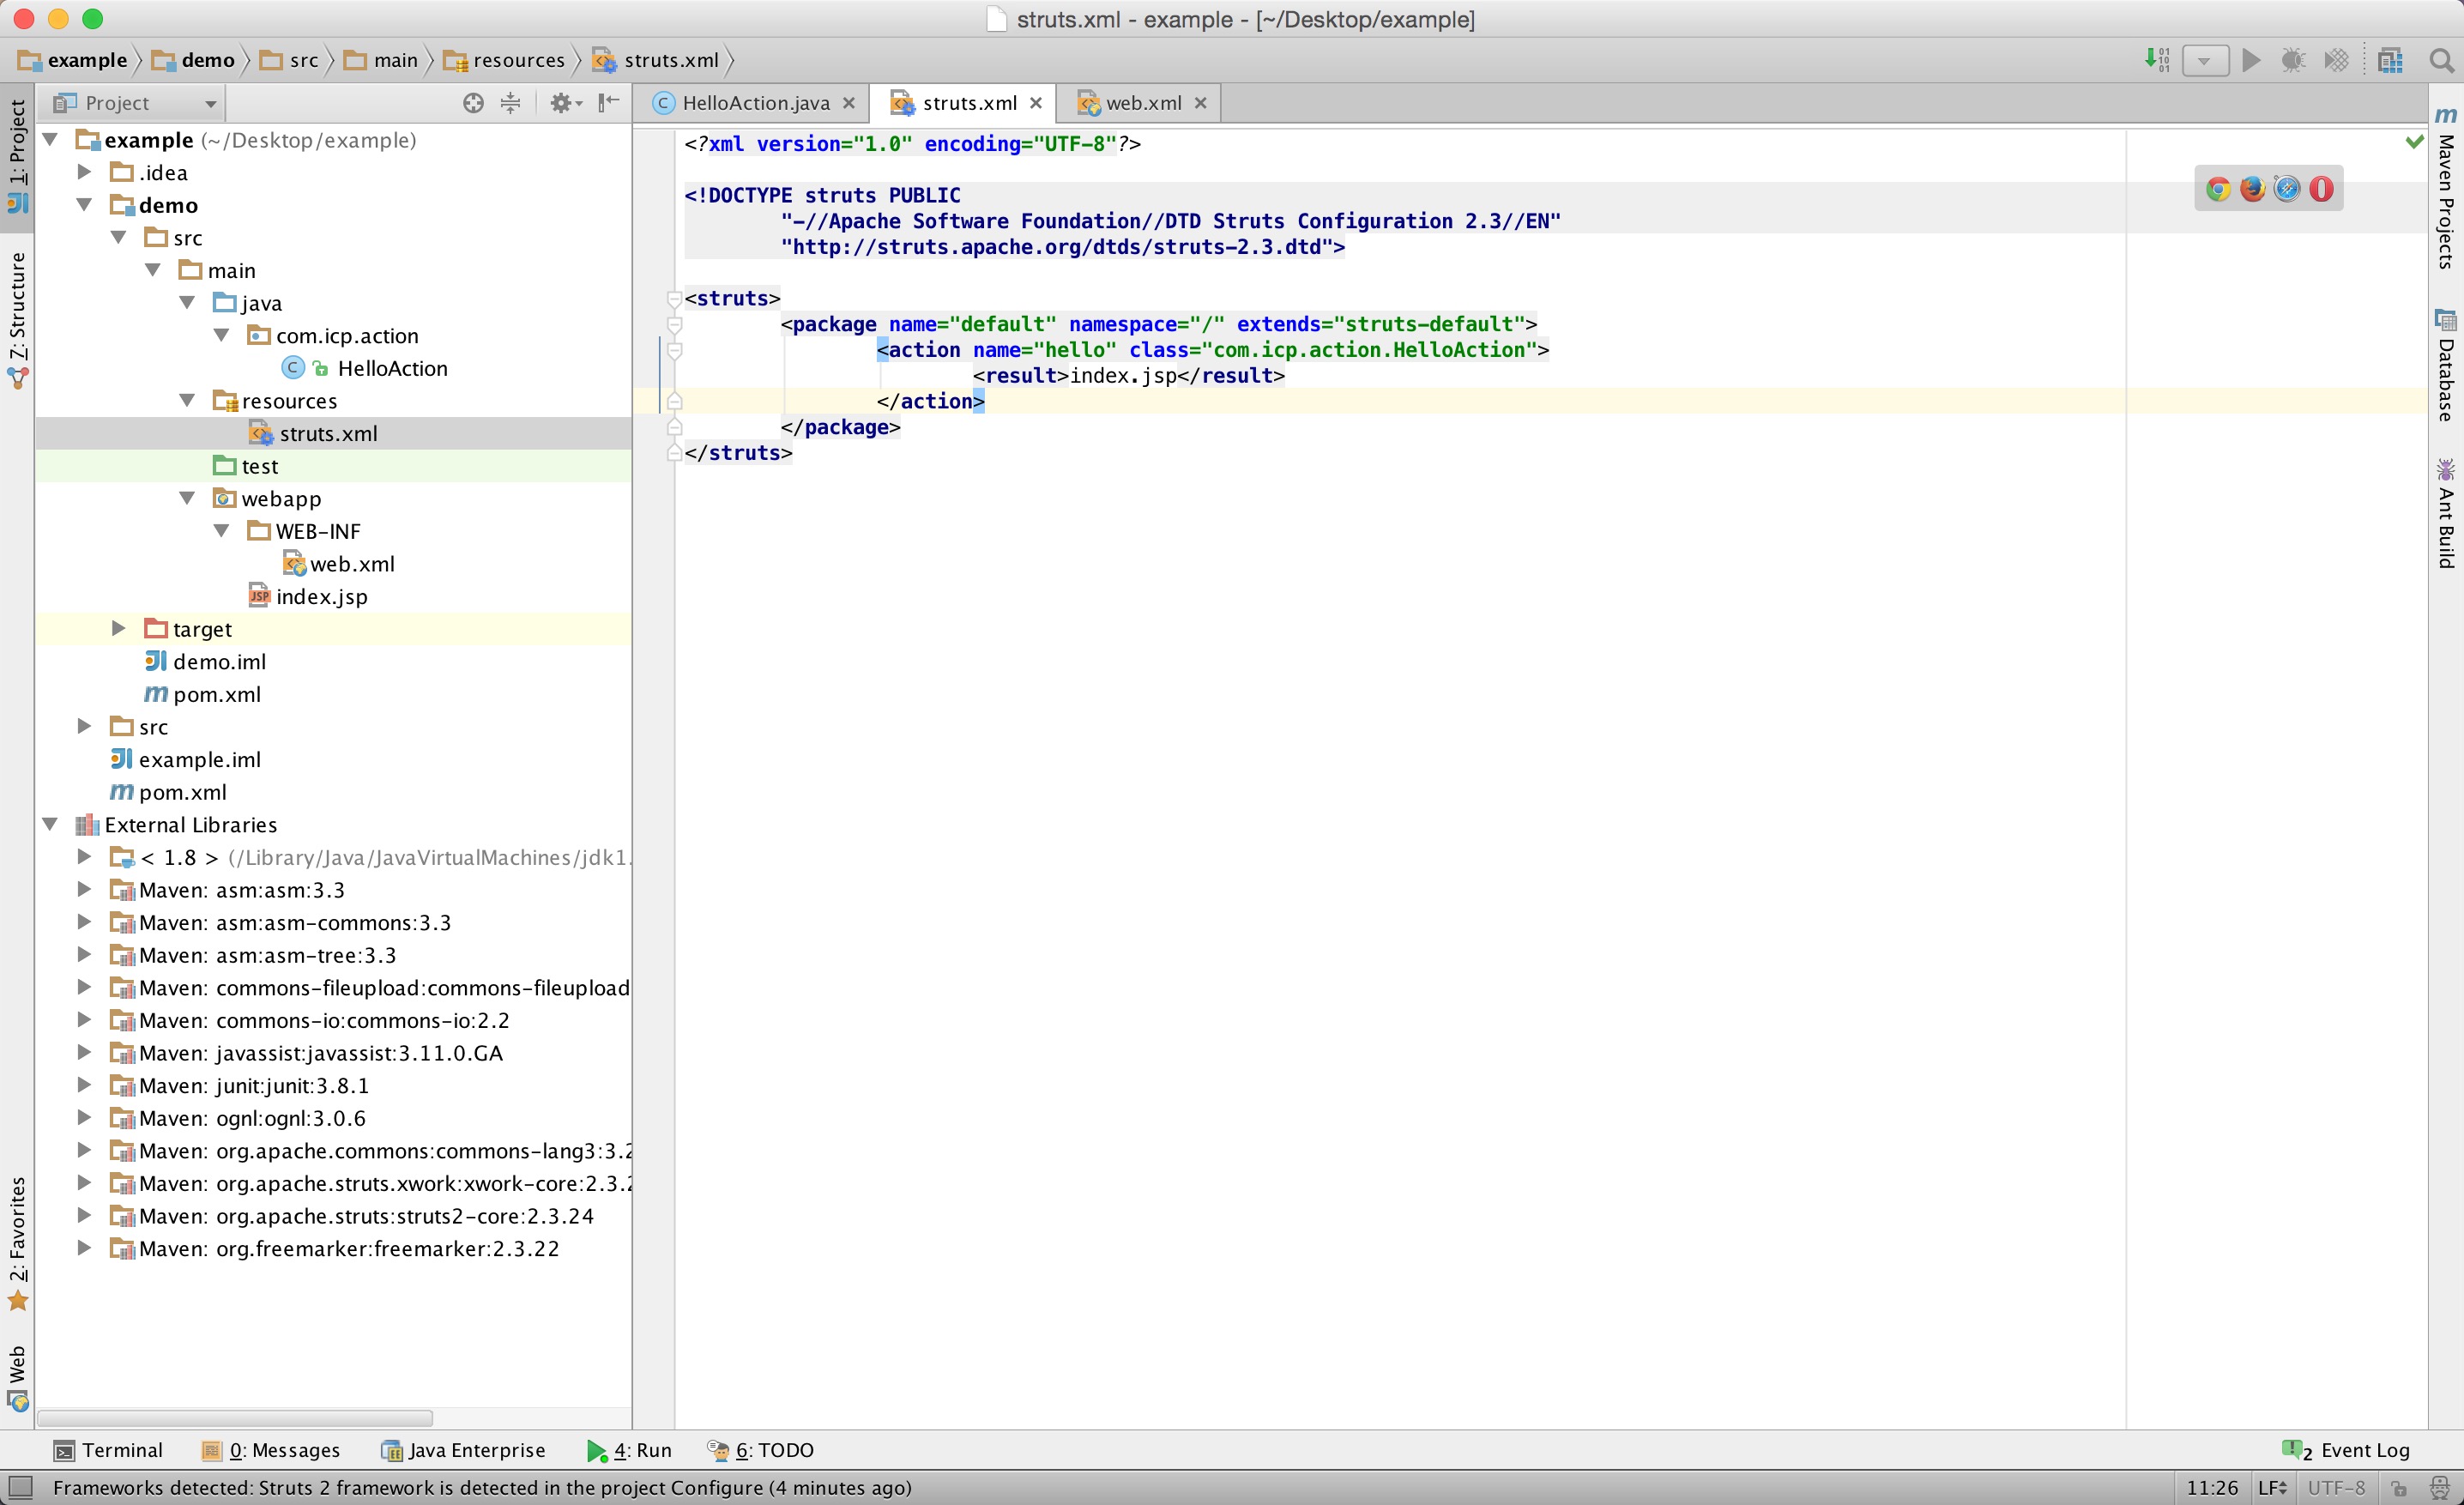 struts.xml - example - [~/Desktop/example]
example demo src main resources struts.xml
Project
HelloAction.java
struts.xml
web.xml
1: Project
7: Structure
2: Favorites
Web
example (~/Desktop/example)
.idea
demo
src
main
java
com.icp.action
HelloAction
resources
struts.xml
test
webapp
WEB-INF
web.xml
index.jsp
target
demo.iml
pom.xml
src
example.iml
pom.xml
External Libraries
< 1.8 > (/Library/Java/JavaVirtualMachines/jdk1.
Maven: asm:asm:3.3
Maven: asm:asm-commons:3.3
Maven: asm:asm-tree:3.3
Maven: commons-fileupload:commons-fileupload
Maven: commons-io:commons-io:2.2
Maven: javassist:javassist:3.11.0.GA
Maven: junit:junit:3.8.1
Maven: ognl:ognl:3.0.6
Maven: org.apache.commons:commons-lang3:3.2
Maven: org.apache.struts.xwork:xwork-core:2.3.2
Maven: org.apache.struts:struts2-core:2.3.24
Maven: org.freemarker:freemarker:2.3.22
<?xml version="1.0" encoding="UTF-8"?>
<!DOCTYPE struts PUBLIC
"-//Apache Software Foundation//DTD Struts Configuration 2.3//EN"
"http://struts.apache.org/dtds/struts-2.3.dtd">
<struts>
<package name="default" namespace="/" extends="struts-default">
<action name="hello" class="com.icp.action.HelloAction">
<result>index.jsp</result>
</action>
</package>
</struts>
Maven Projects
Database
Ant Build
Terminal
0: Messages
Java Enterprise
4: Run
6: TODO
2 Event Log
Frameworks detected: Struts 2 framework is detected in the project Configure (4 minutes ago)
11:26
LF
UTF-8